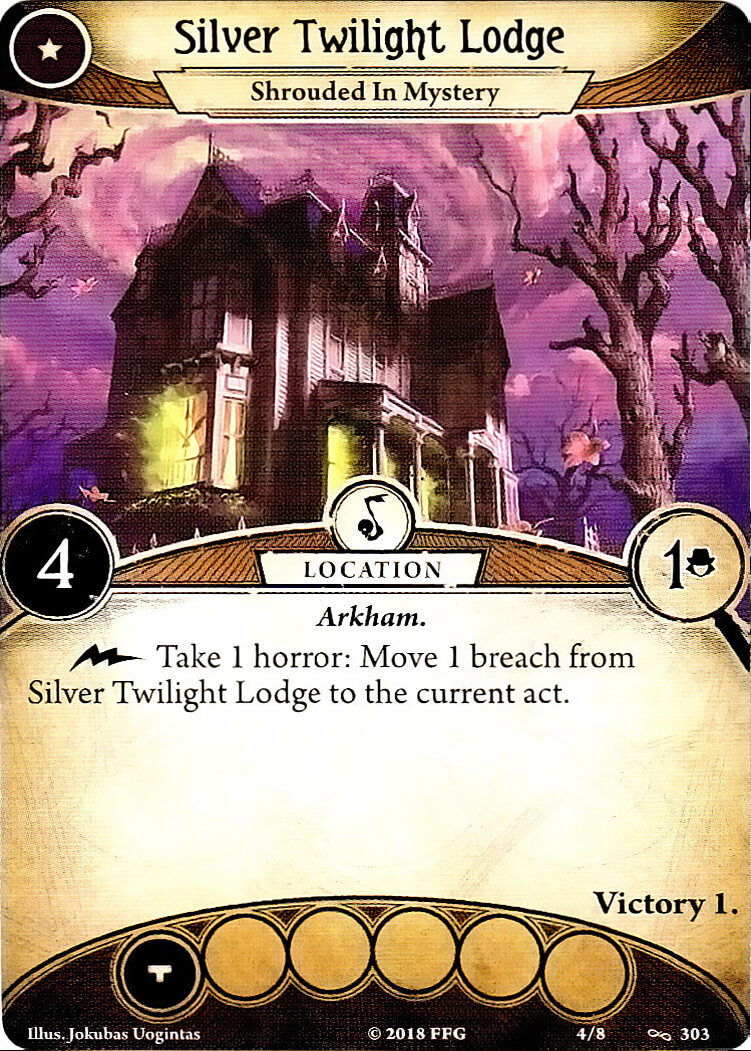 Silver Twilight Lodge
Shrouded In Mystery
4
LOCATION
1
Arkham.
Take 1 horror: Move 1 breach from
Silver Twilight Lodge to the current act.
Victory 1.
Illus. Jokubas Uogintas
© 2018 FFG
4/8
303